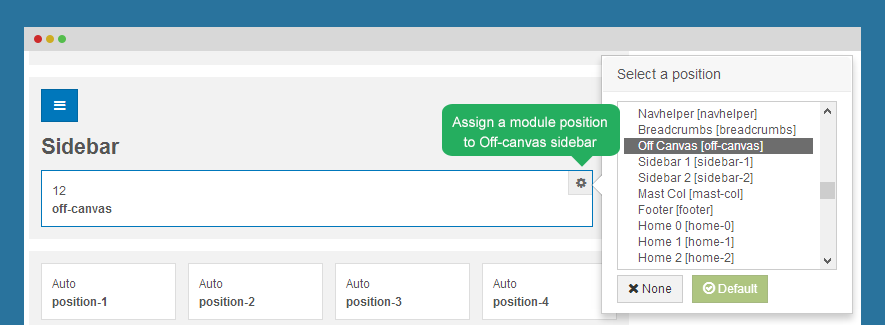 Select a position
Assign a module position
to Off-canvas sidebar
Sidebar
12
off-canvas
Navhelper [navhelper]
Breadcrumbs [breadcrumbs]
Off Canvas [off-canvas]
Sidebar 1 [sidebar-1]
Sidebar 2 [sidebar-2]
Mast Col [mast-col]
Footer [footer]
Home 0 [home-0]
Home 1 [home-1]
Home 2 [home-2]
None
Default
Auto
position-1
Auto
position-2
Auto
position-3
Auto
position-4